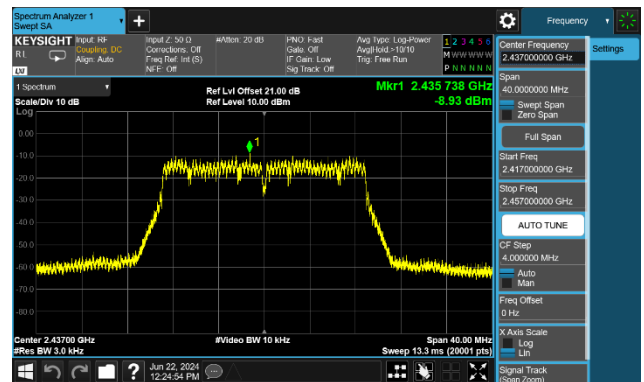 Spectrum Analyzer 1
Swept SA
Frequency
KEYSIGHT
Input: RF
Coupling: DC
Align: Auto
Input Z: 50 Ω
Corrections: Off
Freq Ref: Int (S)
NFE: Off
#Atten: 20 dB
PNO: Fast
Gate: Off
IF Gain: Low
Sig Track: Off
Avg Type: Log-Power
Avg|Hold:>10/10
Trig: Free Run
1 2 3 4 5 6
M W W W W W
P N N N N N
RL
LXI
1 Spectrum
Scale/Div 10 dB
Log
Ref Lvl Offset 21.00 dB
Ref Level 10.00 dBm
Mkr1 2.435 738 GHz
-8.93 dBm
1
0.00
-10.0
-20.0
-30.0
-40.0
-50.0
-60.0
-70.0
-80.0
Center 2.43700 GHz
#Res BW 3.0 kHz
#Video BW 10 kHz
Span 40.00 MHz
Sweep 13.3 ms (20001 pts)
Jun 22, 2024
12:24:54 PM
Center Frequency
2.437000000 GHz
Settings
Span
40.0000000 MHz
Swept Span
Zero Span
Full Span
Start Freq
2.417000000 GHz
Stop Freq
2.457000000 GHz
AUTO TUNE
CF Step
4.000000 MHz
Auto
Man
Freq Offset
0 Hz
X Axis Scale
Log
Lin
Signal Track
(Span Zoom)